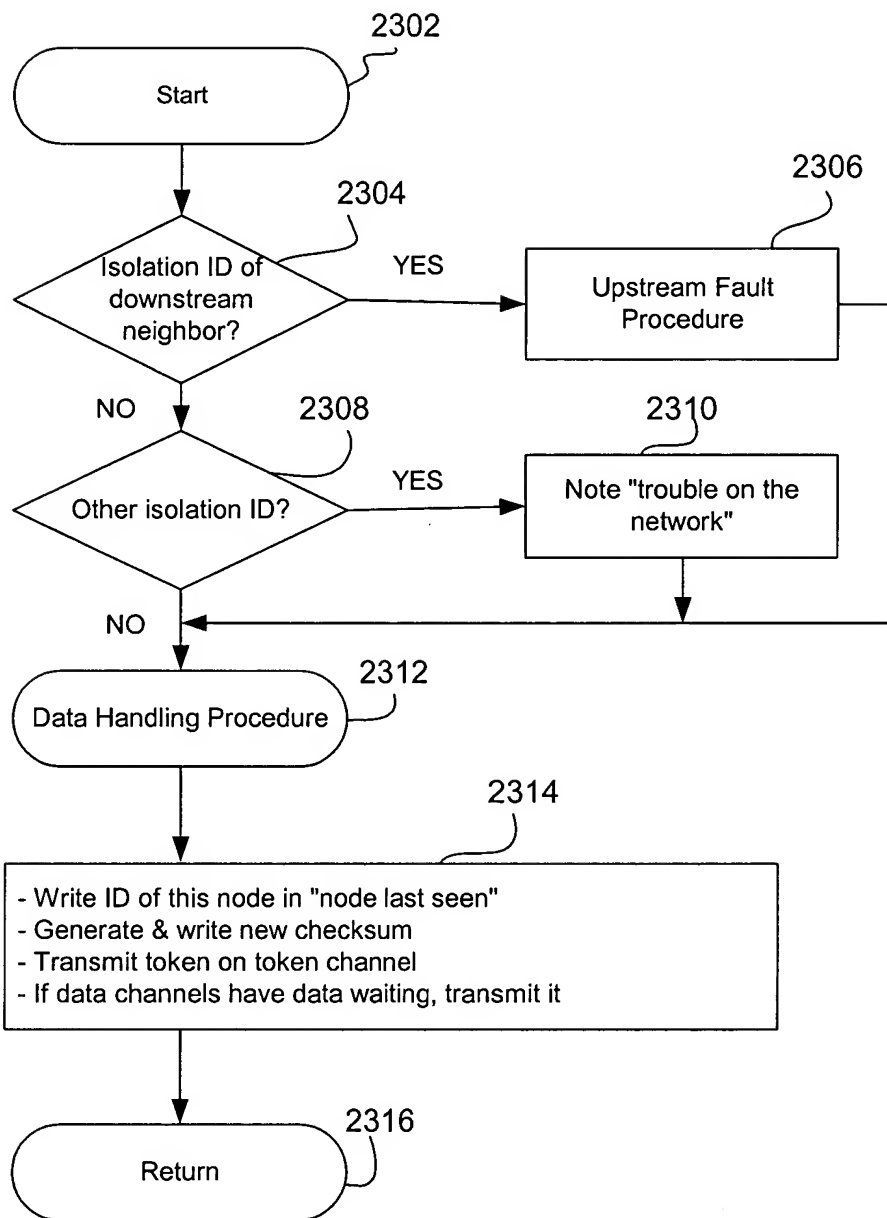 2302
Start
2304
2306
Isolation ID of
downstream
neighbor?
YES
Upstream Fault
Procedure
NO
2308
2310
Other isolation ID?
YES
Note "trouble on the
network"
NO
2312
Data Handling Procedure
2314
- Write ID of this node in "node last seen"
- Generate & write new checksum
- Transmit token on token channel
- If data channels have data waiting, transmit it
2316
Return